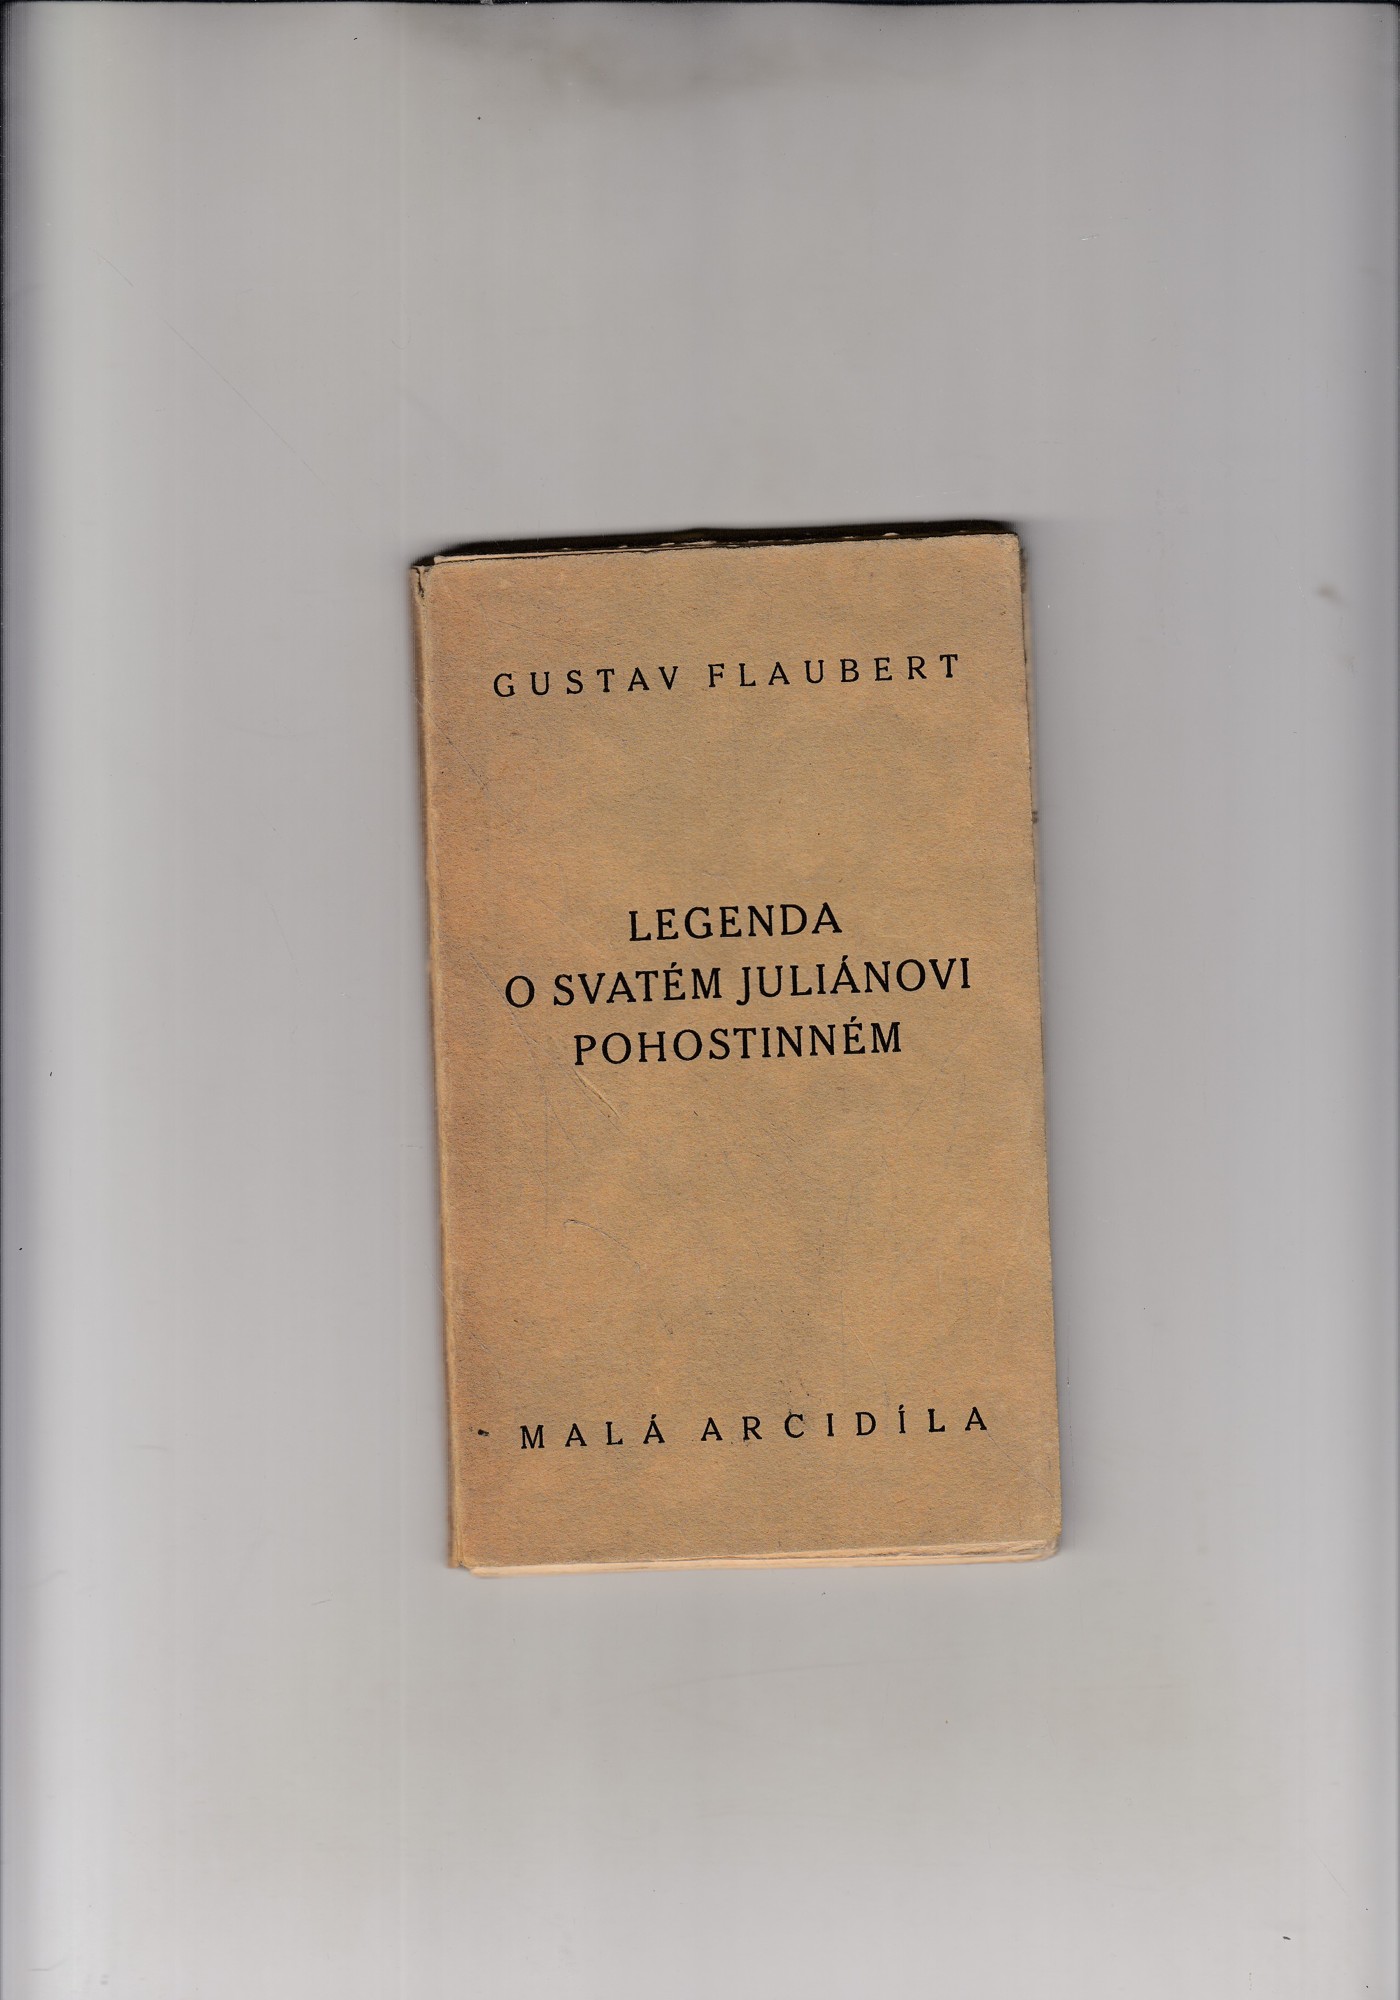 GUSTAV FLAUBERT
LEGENDA
O SVATÉM JULIÁNOVI
POHOSTINNÉM
MALÁ ARCIDÍLA